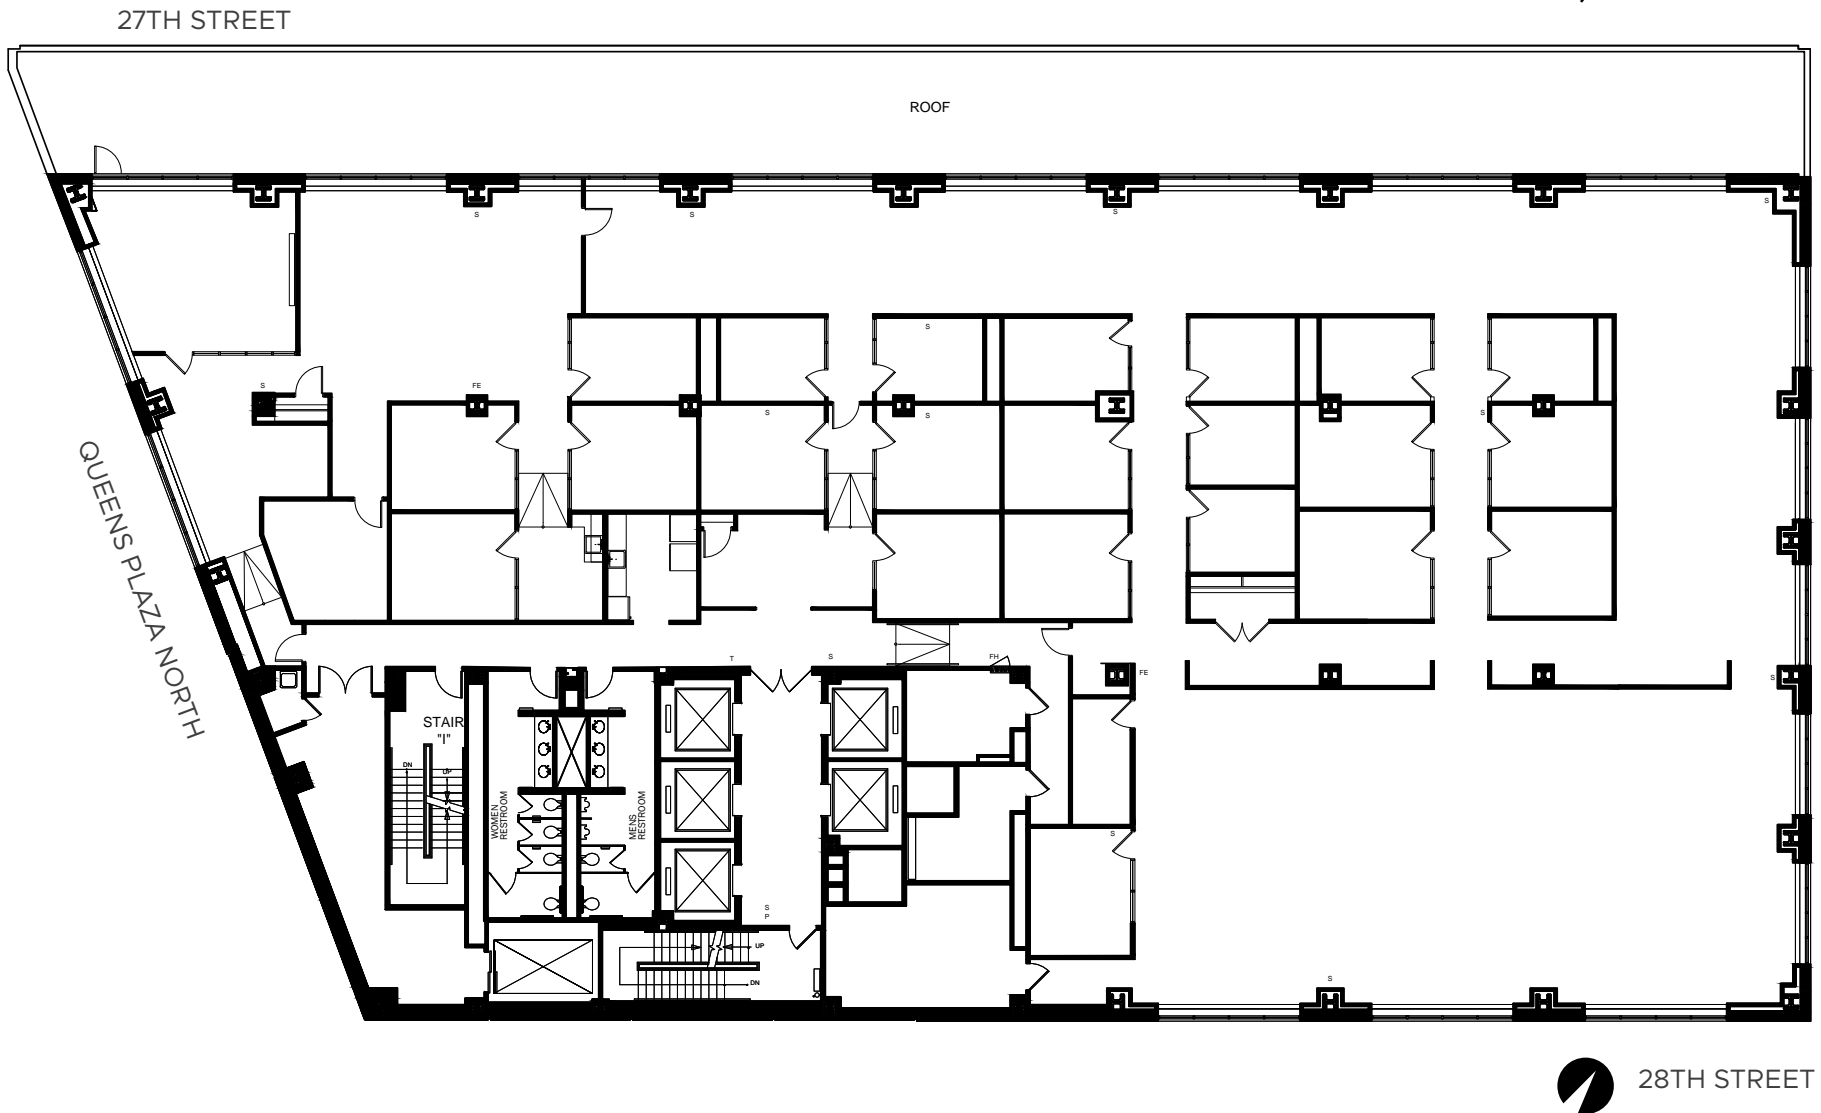 27TH STREET
ROOF
S
S
S
S
S
S
FE
S
S
S
QUEENS PLAZA NORTH
T
S
FH
FE
S
STAIR
"I"
DN
UP
WOMEN
RESTROOM
MENS
RESTROOM
S
S
P
UP
DN
S
28TH STREET